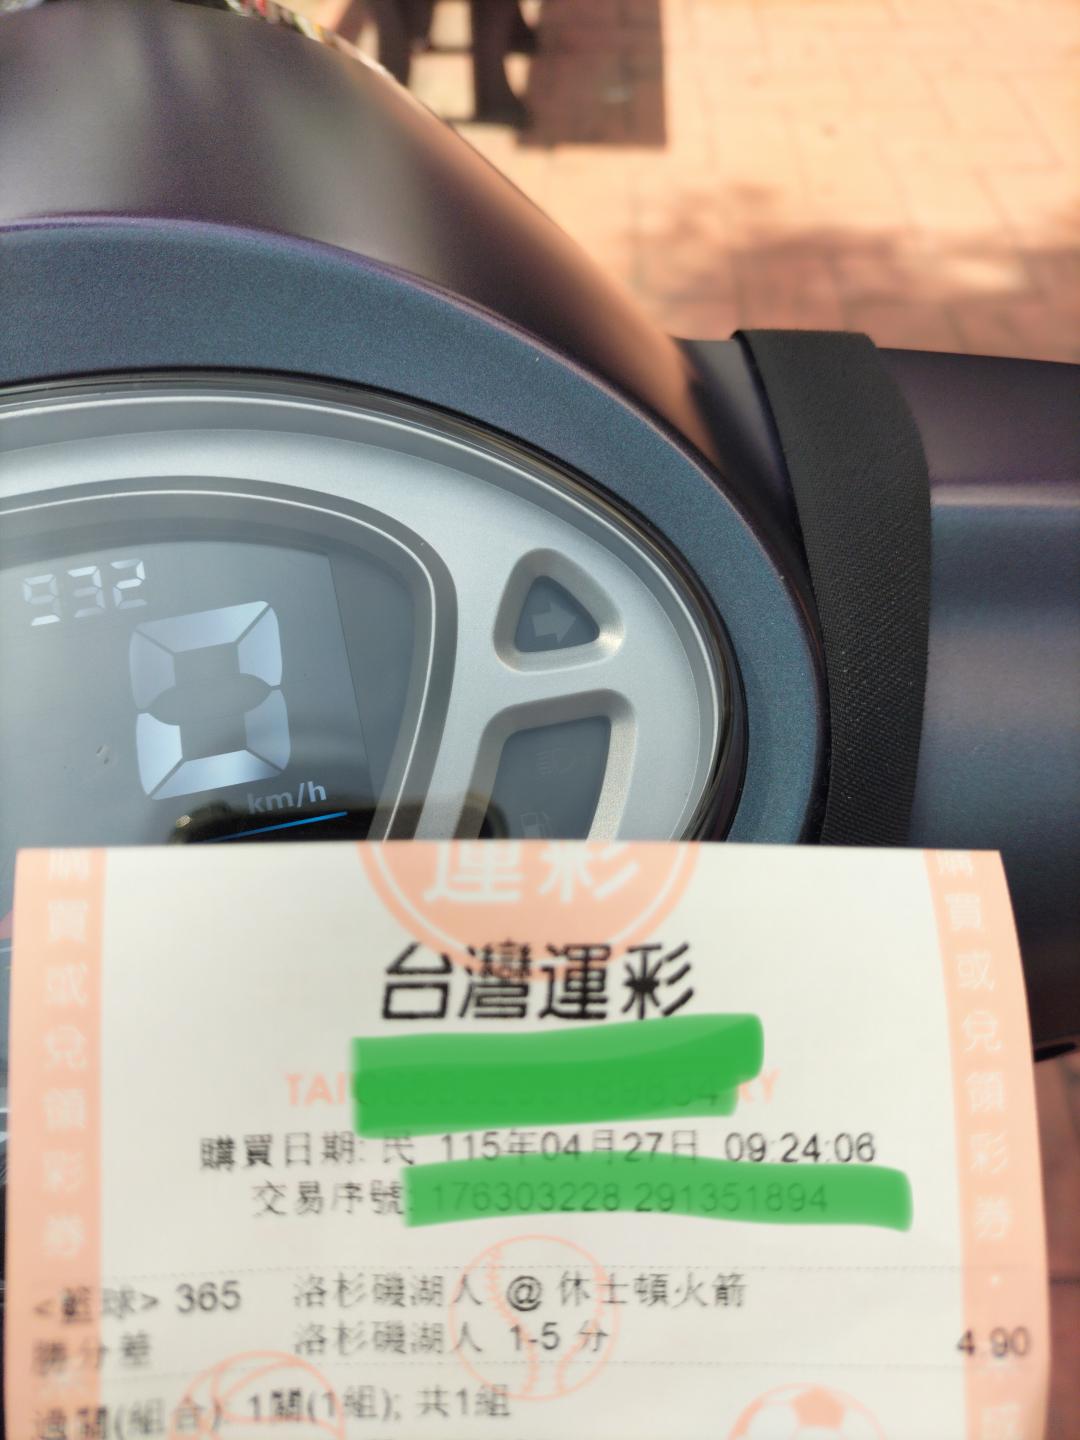 932
km/h
運彩
台灣運彩
購買日期: 民 115年04月27日 09:24:06
交易序號:
<籃球> 365 洛杉磯湖人 @ 休士頓火箭
勝分差 洛杉磯湖人 1-5 分 4.90
過關(組合): 1關(1組); 共1組
購買或兌領彩券
購買或兌領彩券